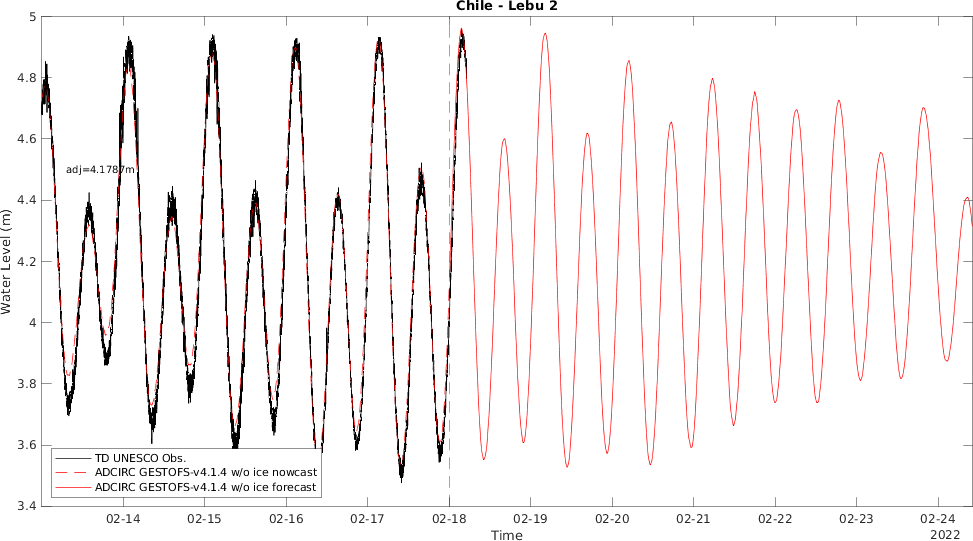 Chile - Lebu 2
5
4.8
4.6
4.4
4.2
4
3.8
3.6
3.4
Water Level (m)
adj=4.1787m
TD UNESCO Obs.
ADCIRC GESTOFS-v4.1.4 w/o ice nowcast
ADCIRC GESTOFS-v4.1.4 w/o ice forecast
02-14 02-15 02-16 02-17 02-18 02-19 02-20 02-21 02-22 02-23 02-24
Time
2022